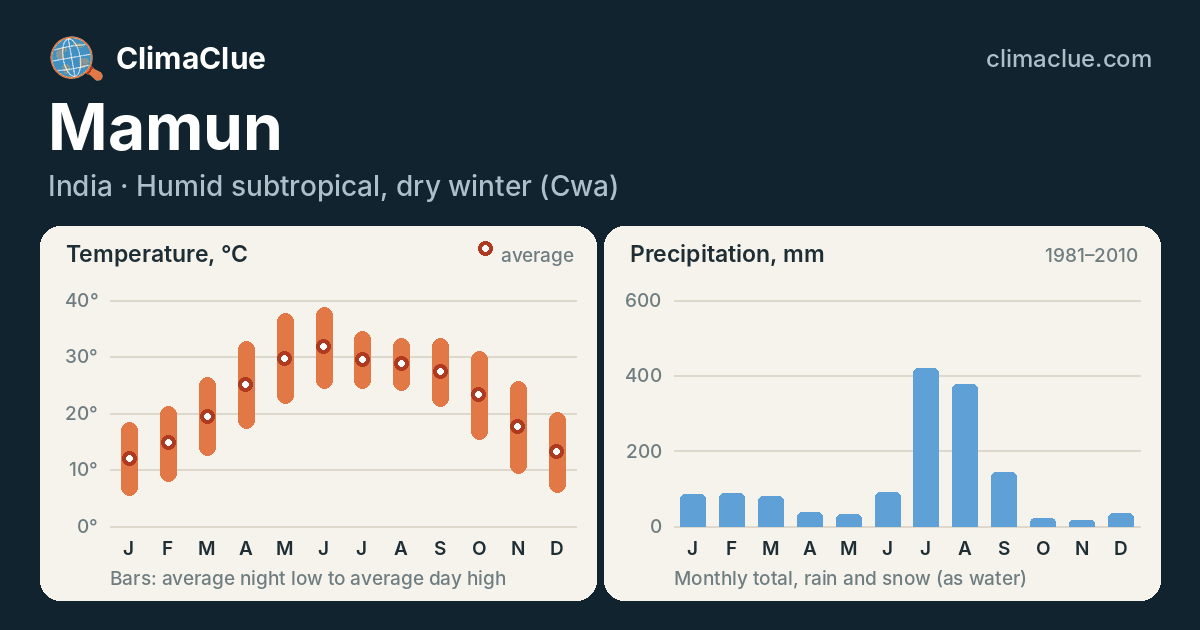 ClimaClue
climaclue.com
Mamun
India · Humid subtropical, dry winter (Cwa)
Temperature, °C
average
40°
30°
20°
10°
0°
J F M A M J J A S O N D
Bars: average night low to average day high
Precipitation, mm
1981–2010
600
400
200
0
J F M A M J J A S O N D
Monthly total, rain and snow (as water)